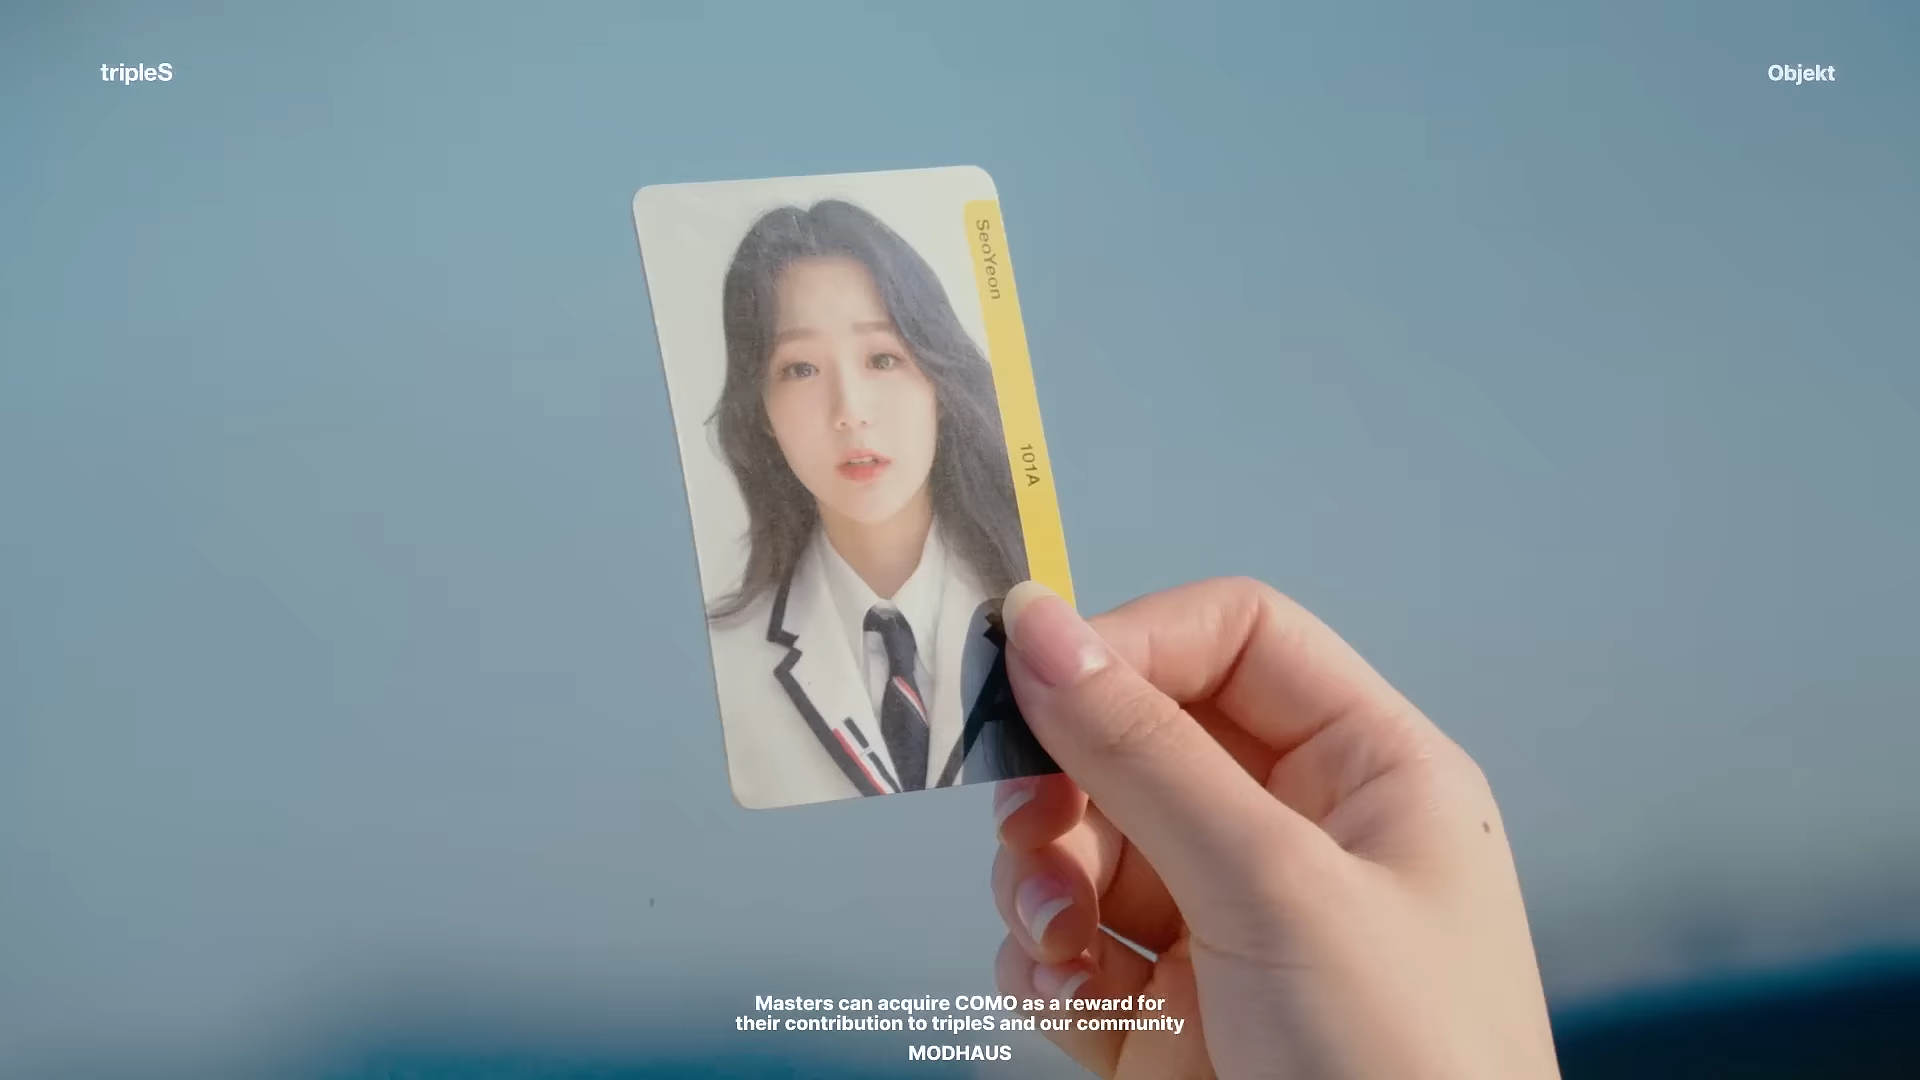 tripleS
Objekt
SeoYeon
101A
Masters can acquire COMO as a reward for
their contribution to tripleS and our community
MODHAUS